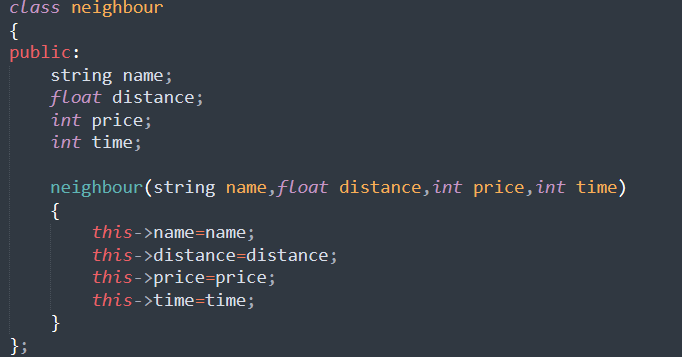 class neighbour
{
public:
    string name;
    float distance;
    int price;
    int time;

    neighbour(string name,float distance,int price,int time)
    {
        this->name=name;
        this->distance=distance;
        this->price=price;
        this->time=time;
    }
};